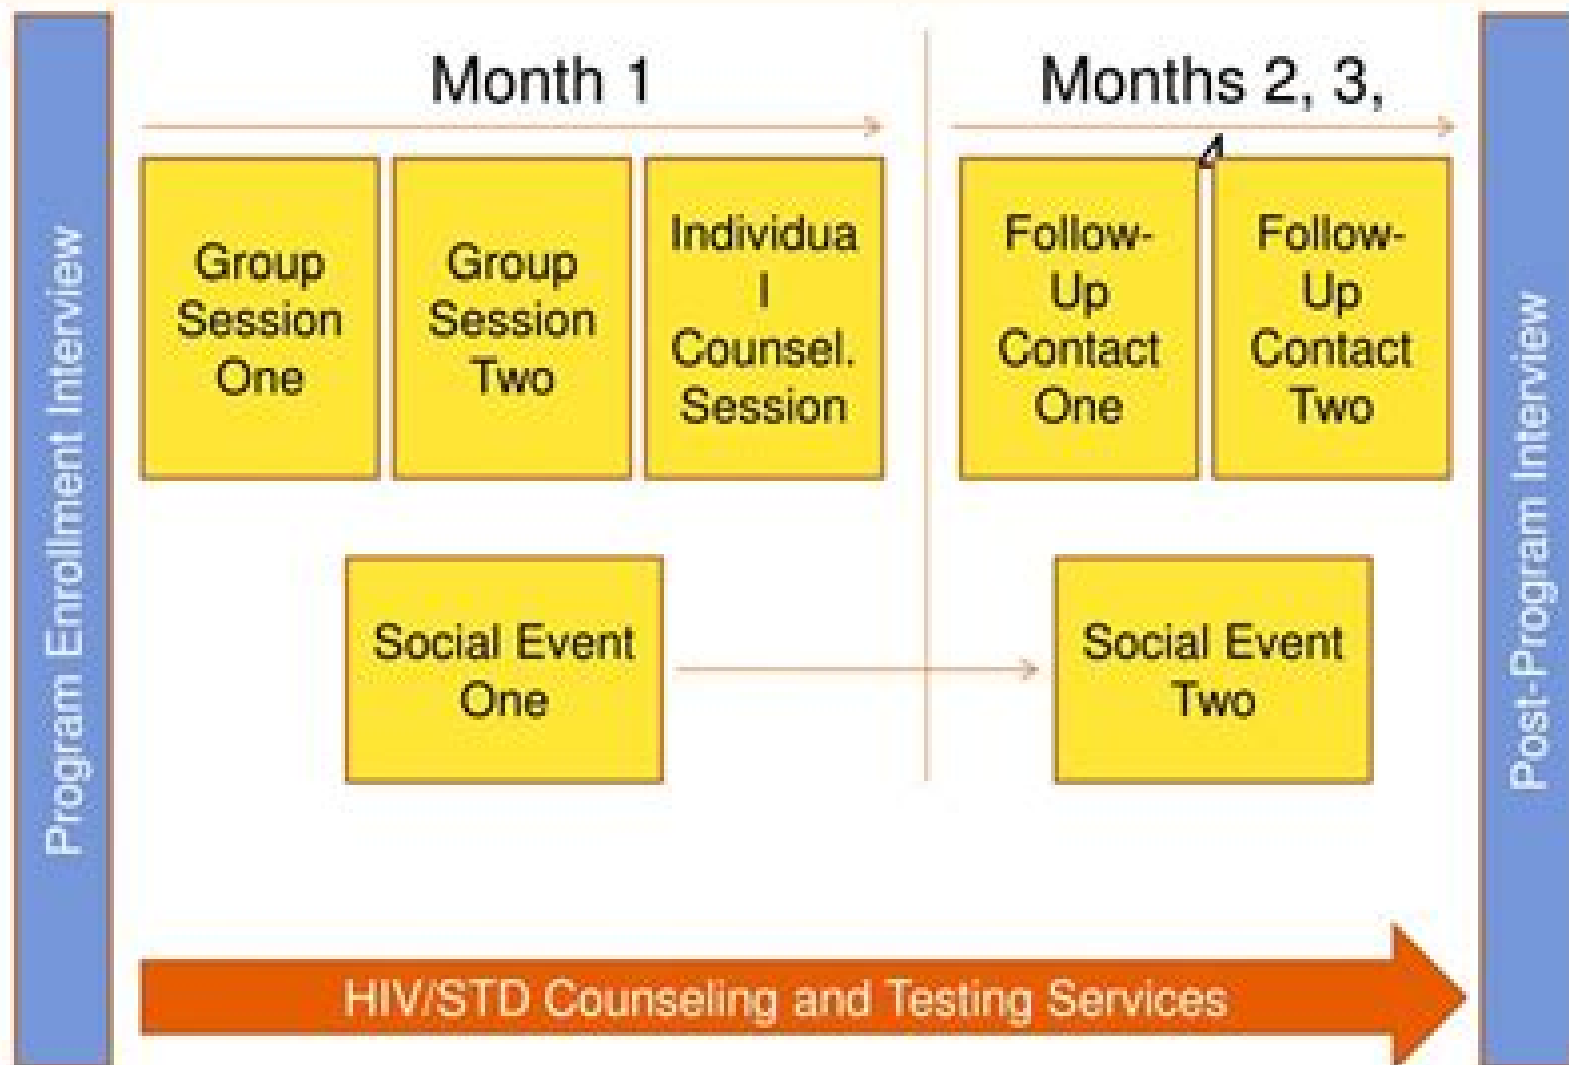 Program Enrollment Interview
Month 1
Months 2, 3,
4
Group
Session
One
Group
Session
Two
Individua
l
Counsel.
Session
Follow-
Up
Contact
One
Follow-
Up
Contact
Two
Social Event
One
Social Event
Two
HIV/STD Counseling and Testing Services
Post-Program Interview